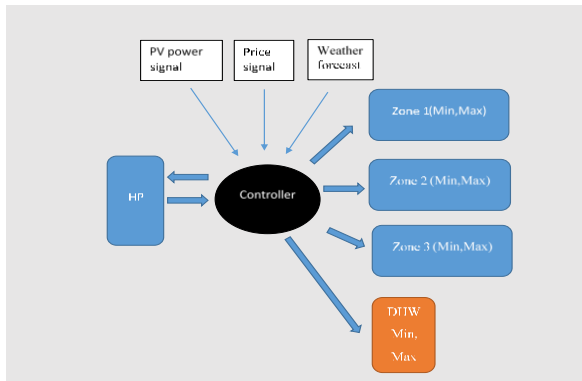 PV power
signal
Price
signal
Weather
forecast
Zone 1(Min,Max)
HP
Controller
Zone 2 (Min,Max)
Zone 3 (Min,Max)
DHW
Min,
Max